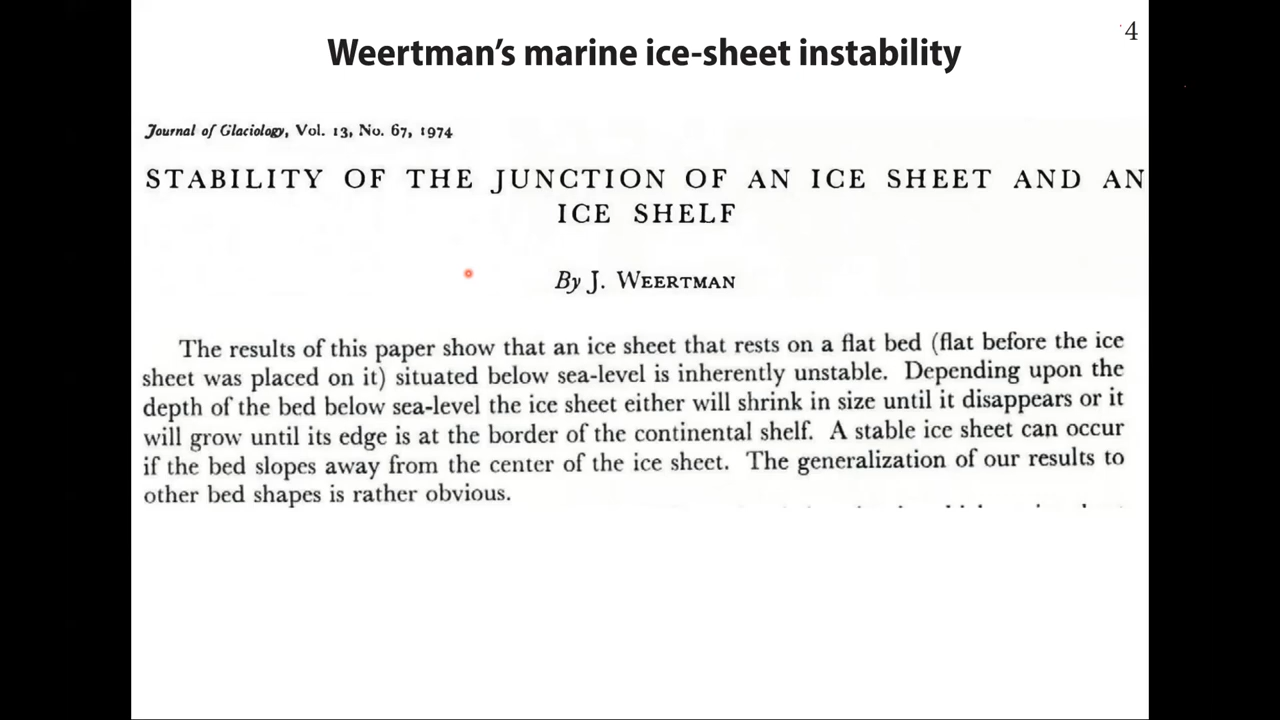 4
Weertman's marine ice-sheet instability
Journal of Glaciology, Vol. 13, No. 67, 1974
STABILITY OF THE JUNCTION OF AN ICE SHEET AND AN
ICE SHELF
By J. WEERTMAN
The results of this paper show that an ice sheet that rests on a flat bed (flat before the ice
sheet was placed on it) situated below sea-level is inherently unstable. Depending upon the
depth of the bed below sea-level the ice sheet either will shrink in size until it disappears or it
will grow until its edge is at the border of the continental shelf. A stable ice sheet can occur
if the bed slopes away from the center of the ice sheet. The generalization of our results to
other bed shapes is rather obvious.